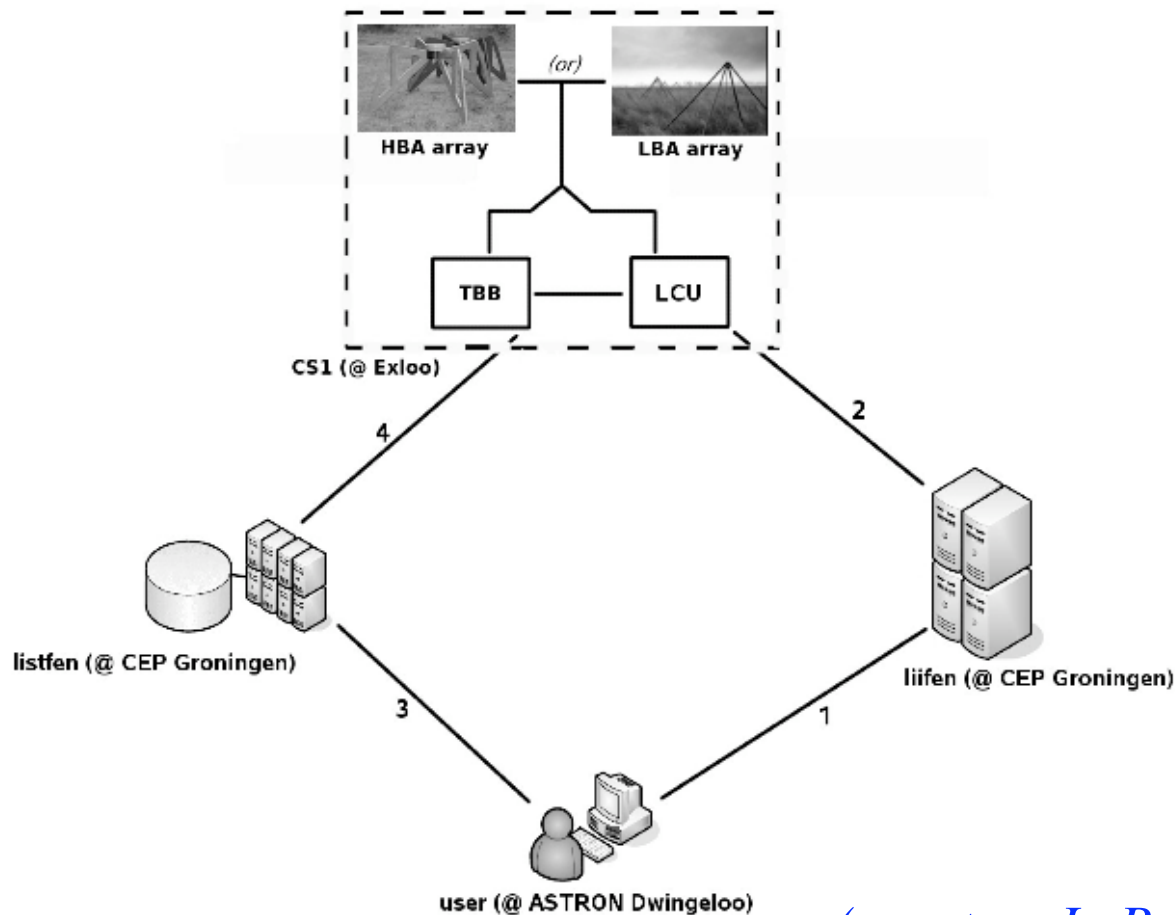 (or)
HBA array
LBA array
TBB
LCU
CS1 (@ Exloo)
4
2
listfen (@ CEP Groningen)
liifen (@ CEP Groningen)
3
1
user (@ ASTRON Dwingeloo)